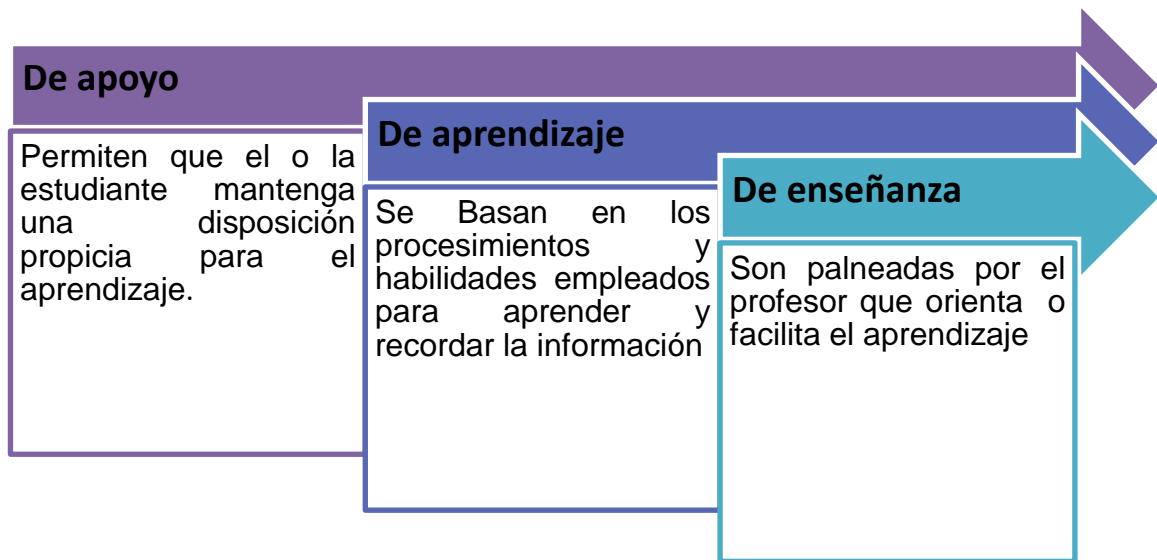 De apoyo
Permiten que el o la
estudiante mantenga
una disposición
propicia para el
aprendizaje.
De aprendizaje
Se Basan en los
procesimientos y
habilidades empleados
para aprender y
recordar la información
De enseñanza
Son palneadas por el
profesor que orienta o
facilita el aprendizaje